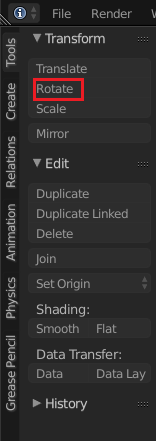 File Render
Tools
Create
Relations
Animation
Physics
Grease Pencil
Transform
Translate
Rotate
Scale
Mirror
Edit
Duplicate
Duplicate Linked
Delete
Join
Set Origin
Shading:
Smooth Flat
Data Transfer:
Data Data Lay
History